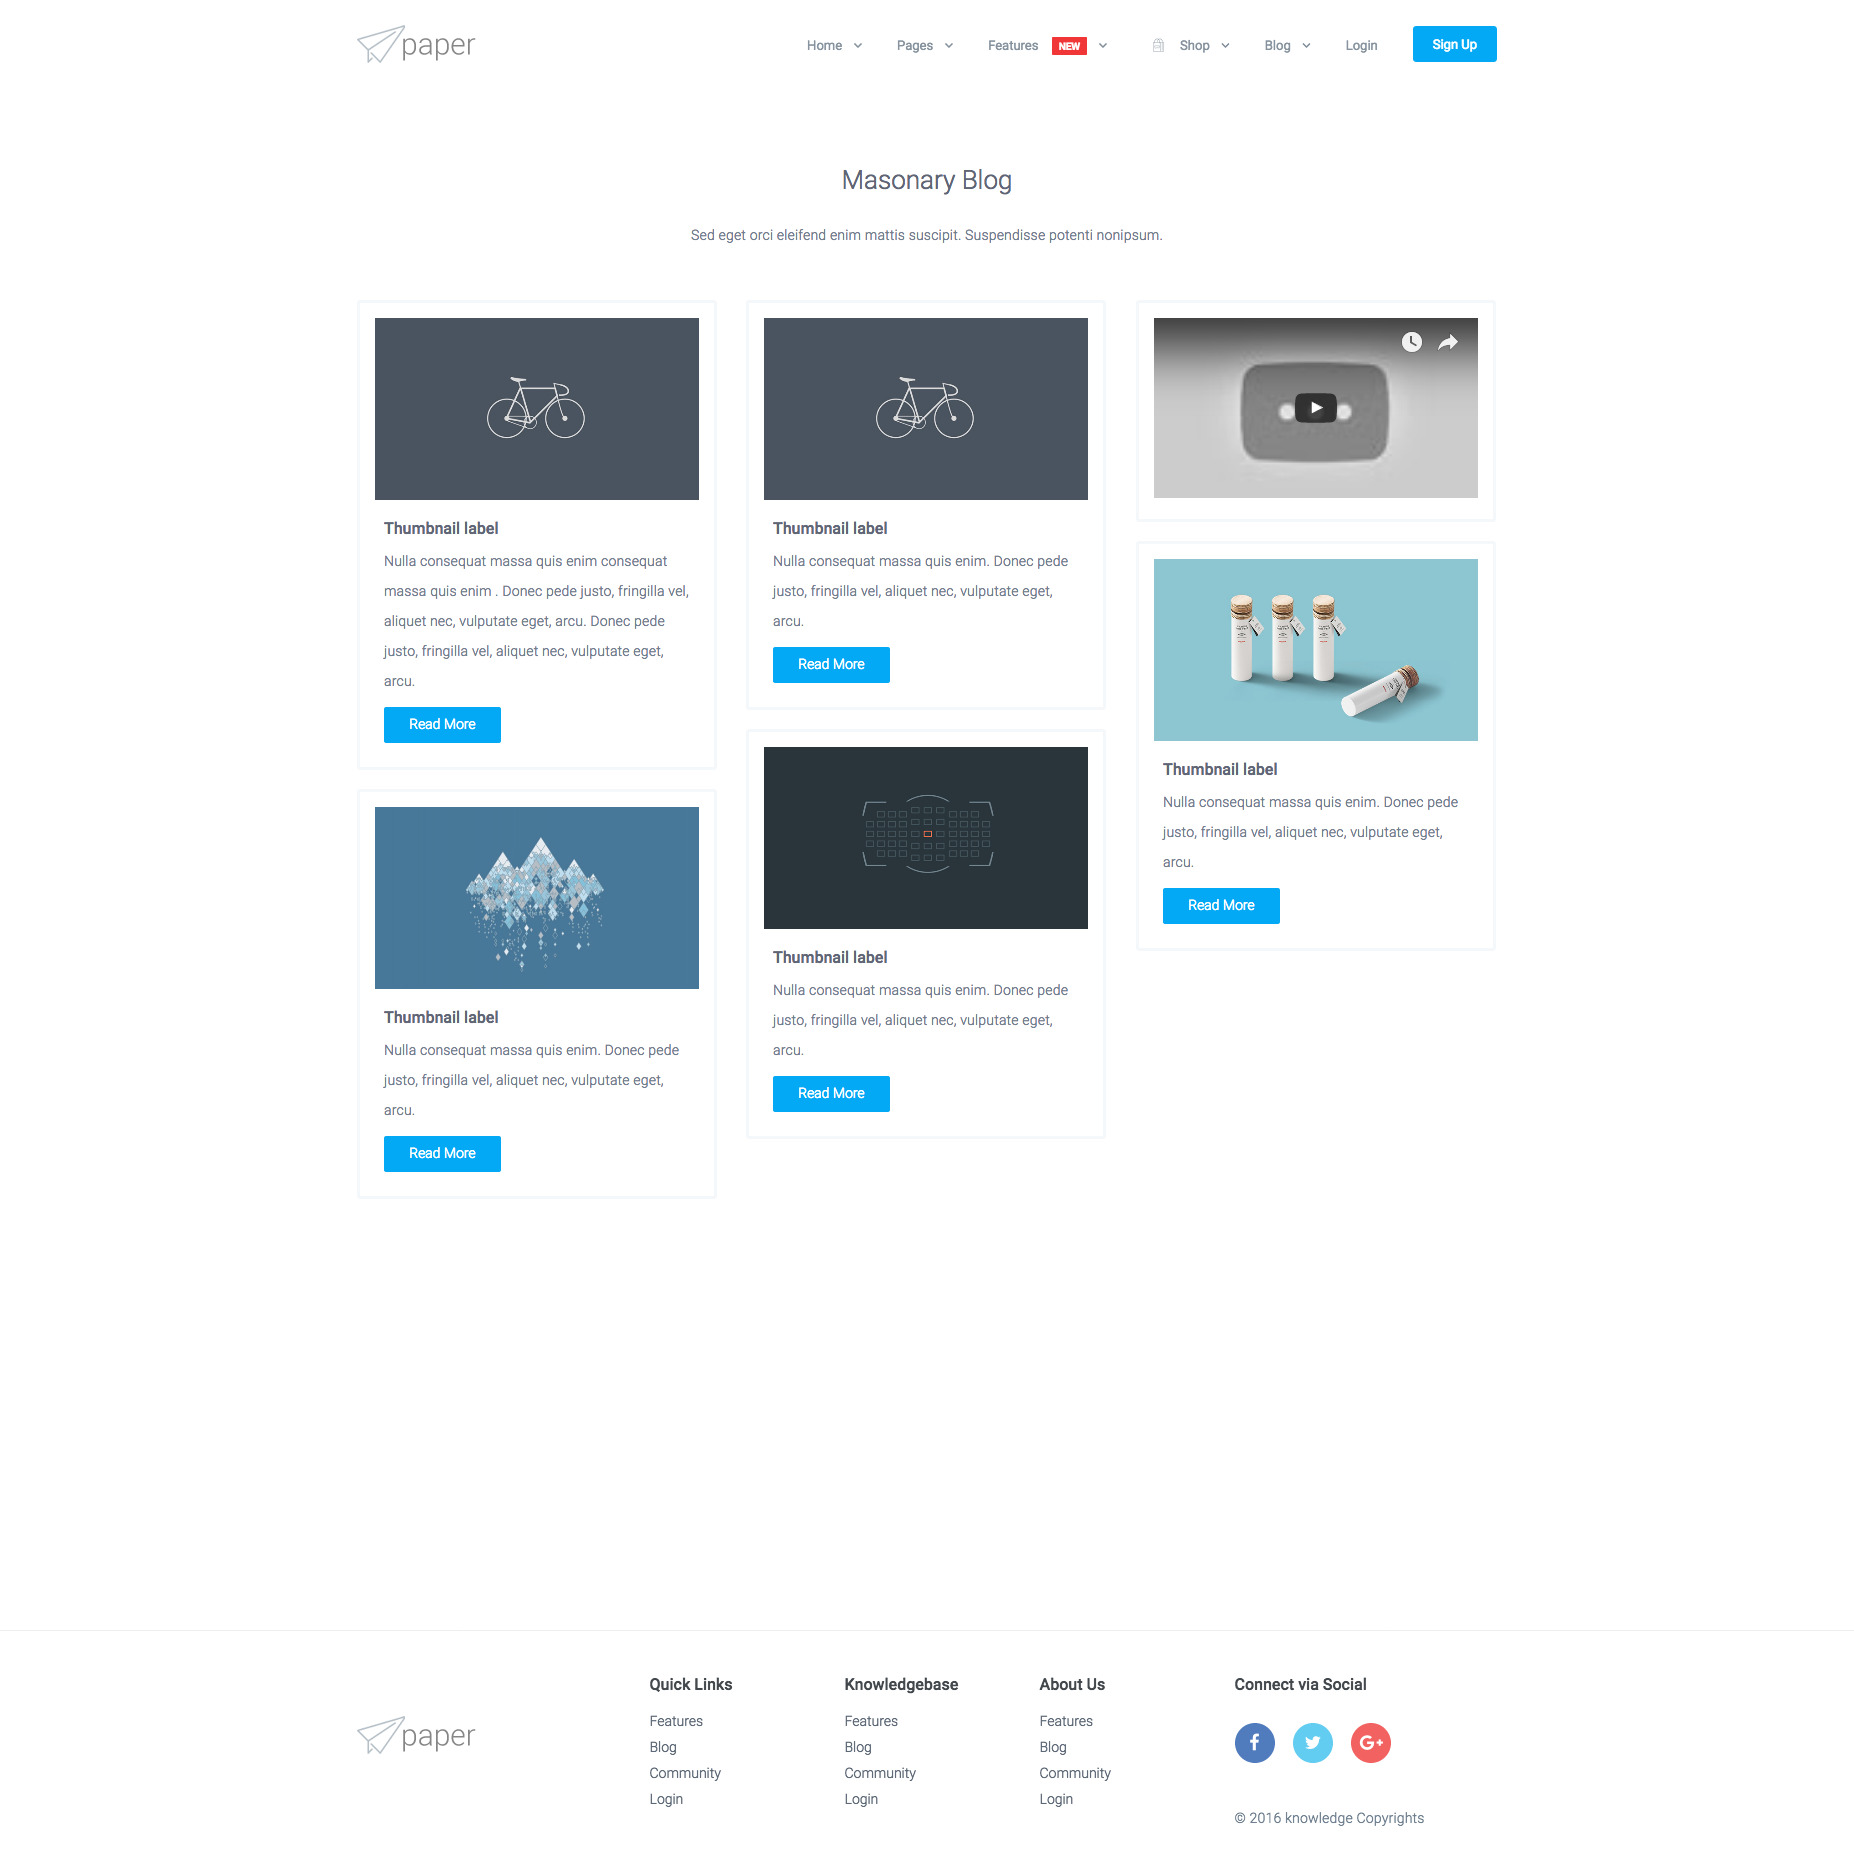 paper
Home
Pages
Features NEW
Shop
Blog
Login
Sign Up
Masonary Blog
Sed eget orci eleifend enim mattis suscipit. Suspendisse potenti nonipsum.
Thumbnail label
Nulla consequat massa quis enim consequat
massa quis enim . Donec pede justo, fringilla vel,
aliquet nec, vulputate eget, arcu. Donec pede
justo, fringilla vel, aliquet nec, vulputate eget,
arcu.
Read More
Thumbnail label
Nulla consequat massa quis enim. Donec pede
justo, fringilla vel, aliquet nec, vulputate eget,
arcu.
Read More
Thumbnail label
Nulla consequat massa quis enim. Donec pede
justo, fringilla vel, aliquet nec, vulputate eget,
arcu.
Read More
Thumbnail label
Nulla consequat massa quis enim. Donec pede
justo, fringilla vel, aliquet nec, vulputate eget,
arcu.
Read More
Thumbnail label
Nulla consequat massa quis enim. Donec pede
justo, fringilla vel, aliquet nec, vulputate eget,
arcu.
Read More
paper
Quick Links
Features
Blog
Community
Login
Knowledgebase
Features
Blog
Community
Login
About Us
Features
Blog
Community
Login
Connect via Social
f
G+
© 2016 knowledge Copyrights